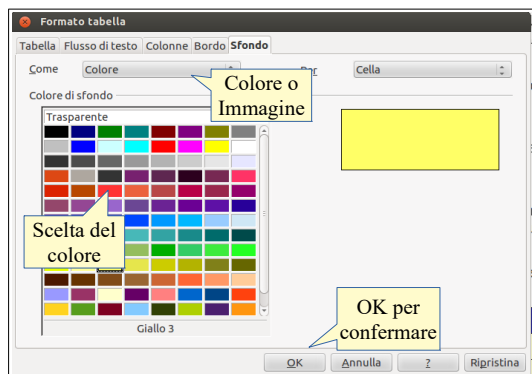 Formato tabella
Tabella Flusso di testo Colonne Bordo Sfondo
Come Colore Per Cella
Colore o
Immagine
Colore di sfondo
Trasparente
Scelta del
colore
Giallo 3
OK per
confermare
OK Annulla ? Ripristina